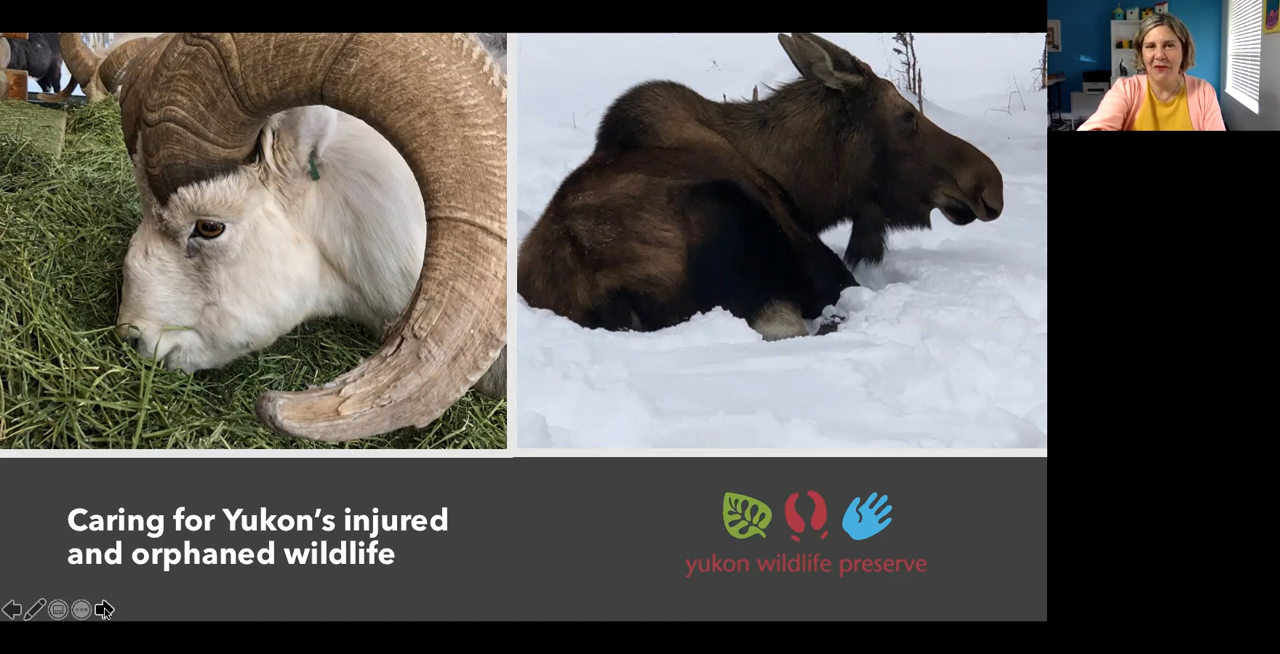 Caring for Yukon’s injured
and orphaned wildlife
yukon wildlife preserve